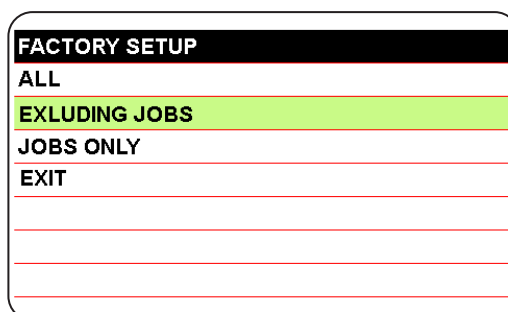 FACTORY SETUP
ALL
EXLUDING JOBS
JOBS ONLY
EXIT